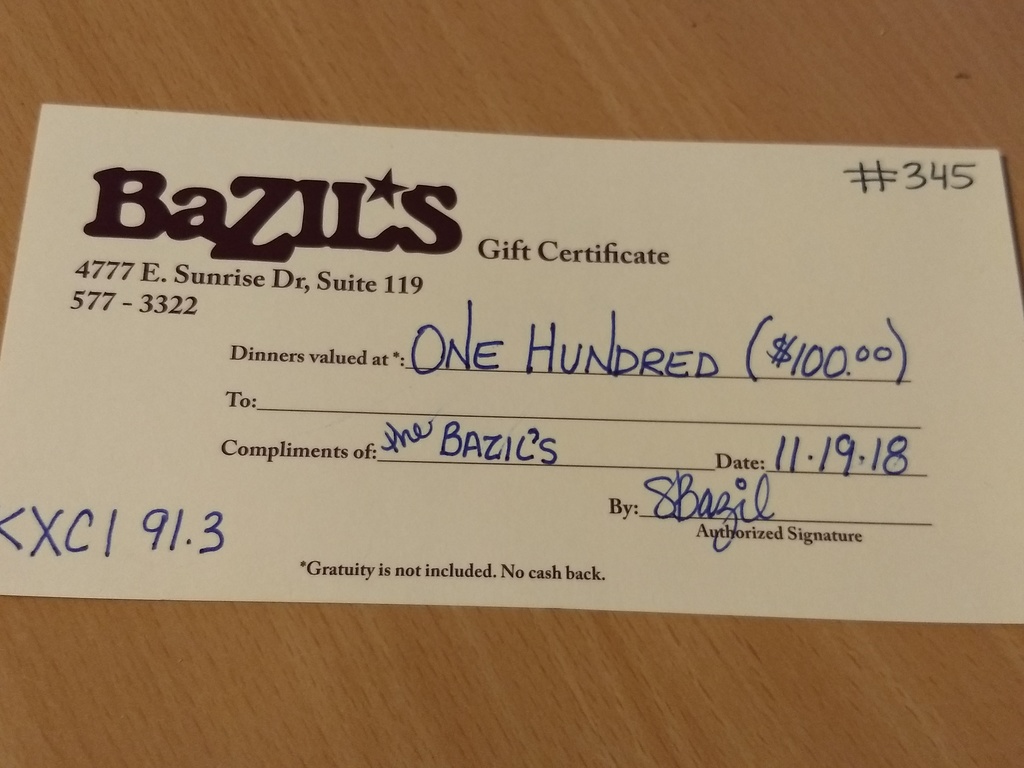 #345
BaZIL'S Gift Certificate
4777 E. Sunrise Dr, Suite 119
577 - 3322
Dinners valued at *: ONE HUNDRED ($100.00)
To:
Compliments of: the BAZIL'S Date: 11.19.18
By: SBazil
Authorized Signature
KXCI 91.3
*Gratuity is not included. No cash back.